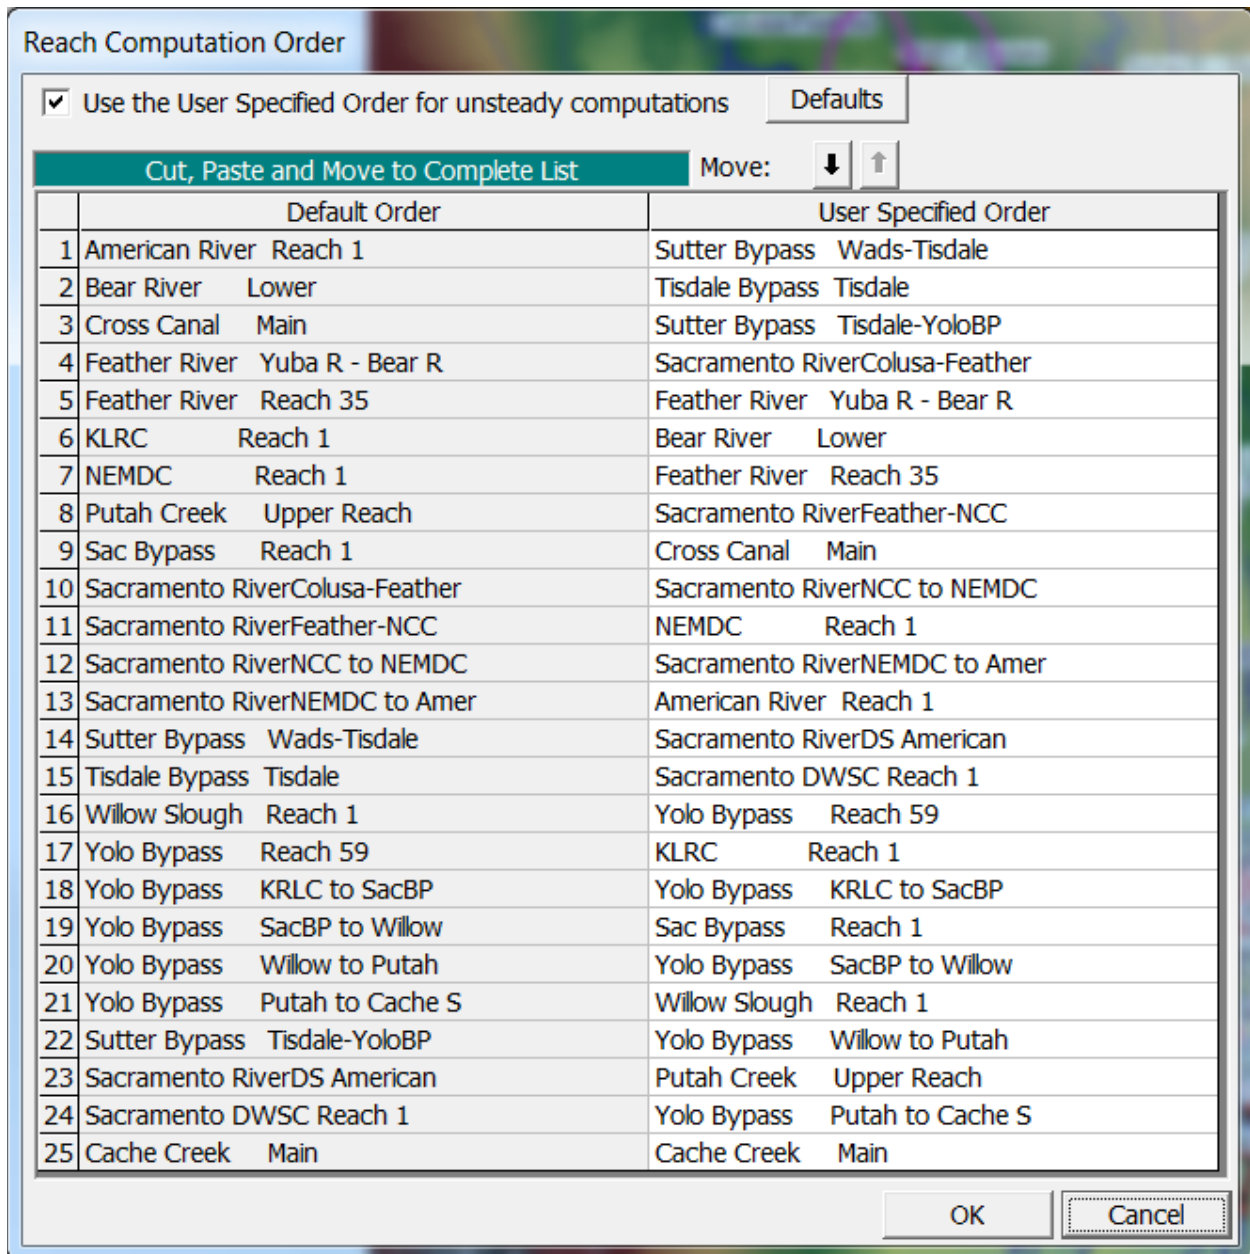 Reach Computation Order
Use the User Specified Order for unsteady computations Defaults
Cut, Paste and Move to Complete List Move:
Default Order User Specified Order
1 American River Reach 1 Sutter Bypass Wads-Tisdale
2 Bear River Lower Tisdale Bypass Tisdale
3 Cross Canal Main Sutter Bypass Tisdale-YoloBP
4 Feather River Yuba R - Bear R Sacramento RiverColusa-Feather
5 Feather River Reach 35 Feather River Yuba R - Bear R
6 KLRC Reach 1 Bear River Lower
7 NEMDC Reach 1 Feather River Reach 35
8 Putah Creek Upper Reach Sacramento RiverFeather-NCC
9 Sac Bypass Reach 1 Cross Canal Main
10 Sacramento RiverColusa-Feather Sacramento RiverNCC to NEMDC
11 Sacramento RiverFeather-NCC NEMDC Reach 1
12 Sacramento RiverNCC to NEMDC Sacramento RiverNEMDC to Amer
13 Sacramento RiverNEMDC to Amer American River Reach 1
14 Sutter Bypass Wads-Tisdale Sacramento RiverDS American
15 Tisdale Bypass Tisdale Sacramento DWSC Reach 1
16 Willow Slough Reach 1 Yolo Bypass Reach 59
17 Yolo Bypass Reach 59 KLRC Reach 1
18 Yolo Bypass KRLC to SacBP Yolo Bypass KRLC to SacBP
19 Yolo Bypass SacBP to Willow Sac Bypass Reach 1
20 Yolo Bypass Willow to Putah Yolo Bypass SacBP to Willow
21 Yolo Bypass Putah to Cache S Willow Slough Reach 1
22 Sutter Bypass Tisdale-YoloBP Yolo Bypass Willow to Putah
23 Sacramento RiverDS American Putah Creek Upper Reach
24 Sacramento DWSC Reach 1 Yolo Bypass Putah to Cache S
25 Cache Creek Main Cache Creek Main
OK Cancel